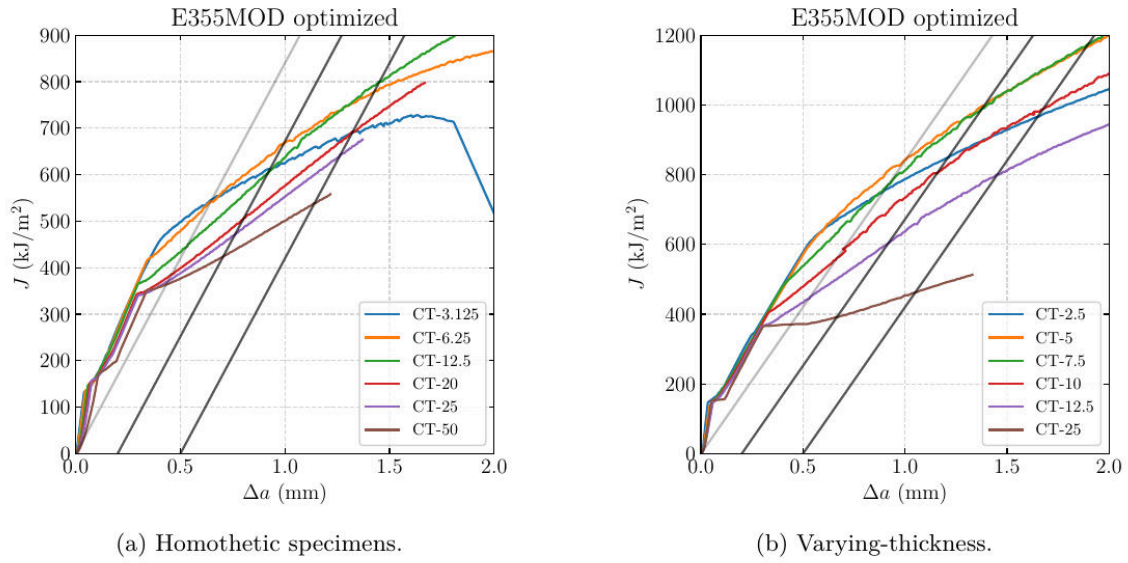 E355MOD optimized
900
800
700
600
500
400
300
200
100
0
J (kJ/m²)
0.0 0.5 1.0 1.5 2.0
Δa (mm)
CT-3.125
CT-6.25
CT-12.5
CT-20
CT-25
CT-50
(a) Homothetic specimens.
E355MOD optimized
1200
1000
800
600
400
200
0
J (kJ/m²)
0.0 0.5 1.0 1.5 2.0
Δa (mm)
CT-2.5
CT-5
CT-7.5
CT-10
CT-12.5
CT-25
(b) Varying-thickness.